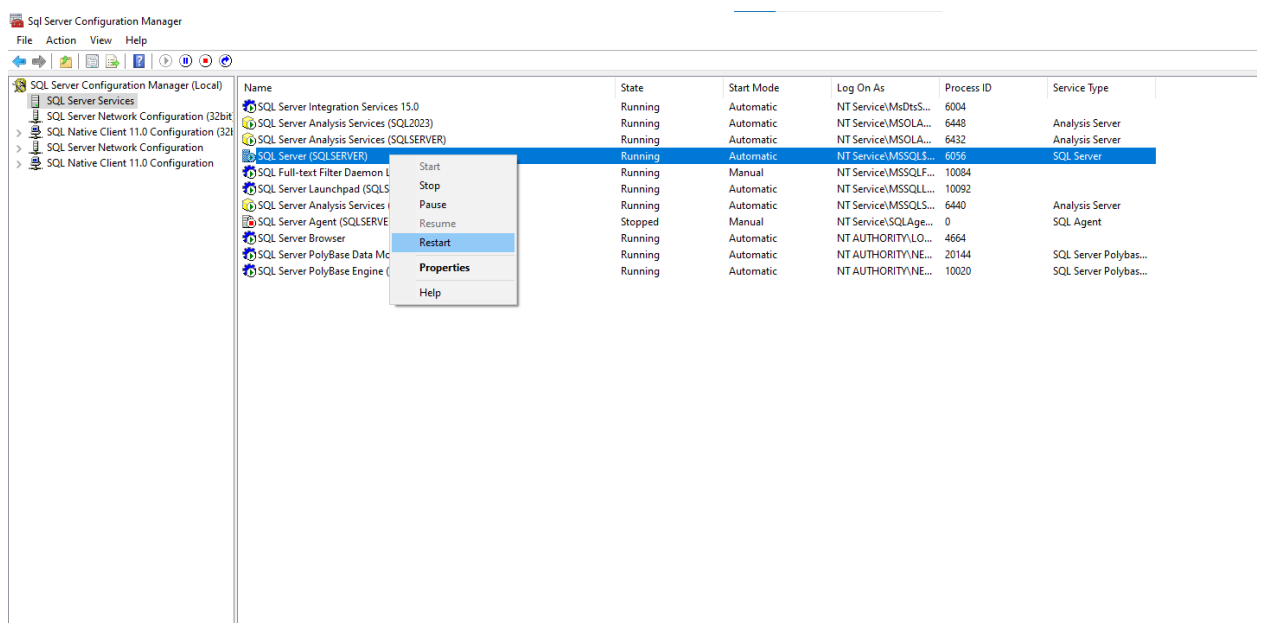 Sql Server Configuration Manager
File Action View Help
SQL Server Configuration Manager (Local)
SQL Server Services
SQL Server Network Configuration (32bit
SQL Native Client 11.0 Configuration (32b
SQL Server Network Configuration
SQL Native Client 11.0 Configuration
Name State Start Mode Log On As Process ID Service Type
SQL Server Integration Services 15.0 Running Automatic NT Service\MsDtsS... 6004
SQL Server Analysis Services (SQL2023) Running Automatic NT Service\MSOLA... 6448 Analysis Server
SQL Server Analysis Services (SQLSERVER) Running Automatic NT Service\MSOLA... 6432 Analysis Server
SQL Server (SQLSERVER) Running Automatic NT Service\MSSQL$... 6056 SQL Server
SQL Full-text Filter Daemon L Running Manual NT Service\MSSQLF... 10084
SQL Server Launchpad (SQLS Running Automatic NT Service\MSSQLL... 10092
SQL Server Analysis Services ( Running Automatic NT Service\MSSQLS... 6440 Analysis Server
SQL Server Agent (SQLSERVE Stopped Manual NT Service\SQLAge... 0 SQL Agent
SQL Server Browser Running Automatic NT AUTHORITY\LO... 4664
SQL Server PolyBase Data Mo Running Automatic NT AUTHORITY\NE... 20144 SQL Server Polybas...
SQL Server PolyBase Engine ( Running Automatic NT AUTHORITY\NE... 10020 SQL Server Polybas...
Start
Stop
Pause
Resume
Restart
Properties
Help